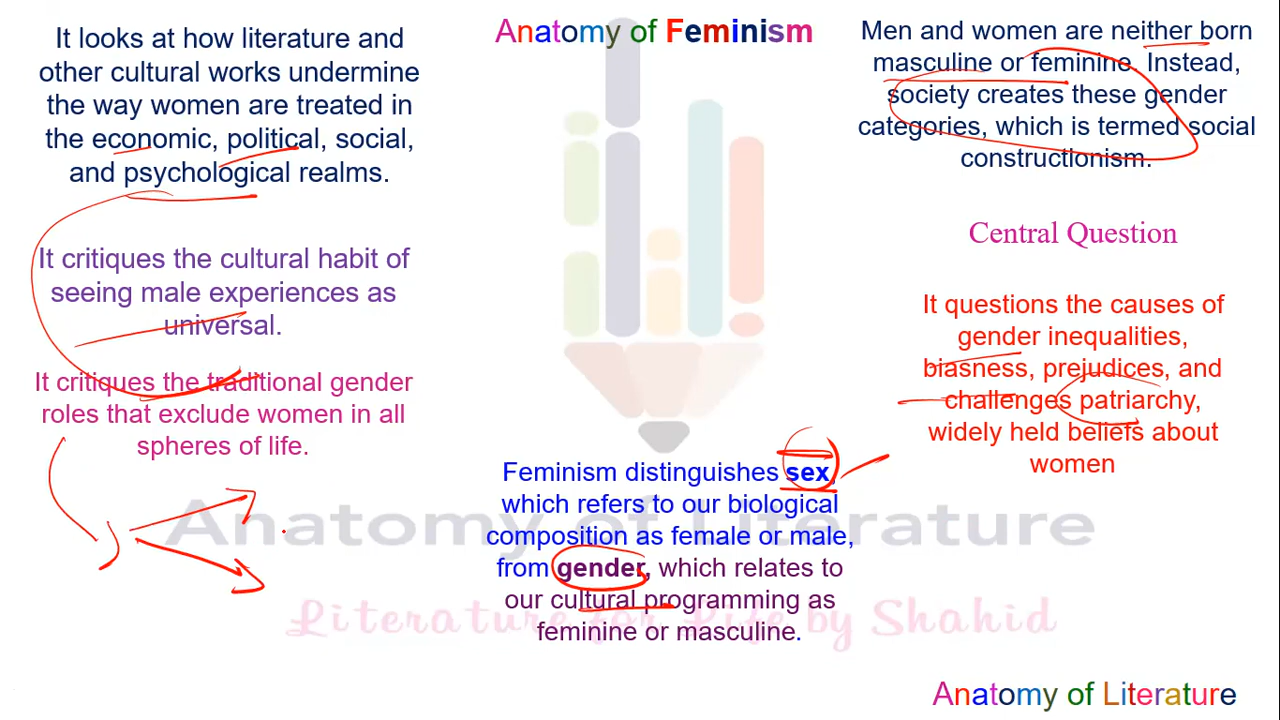 Anatomy of Feminism
It looks at how literature and
other cultural works undermine
the way women are treated in
the economic, political, social,
and psychological realms.
It critiques the cultural habit of
seeing male experiences as
universal.
It critiques the traditional gender
roles that exclude women in all
spheres of life.
Feminism distinguishes sex,
which refers to our biological
composition as female or male,
from gender, which relates to
our cultural programming as
feminine or masculine.
Men and women are neither born
masculine or feminine. Instead,
society creates these gender
categories, which is termed social
constructionism.
Central Question
It questions the causes of
gender inequalities,
biasness, prejudices, and
challenges patriarchy,
widely held beliefs about
women
Anatomy of Literature
Literature for Life by Shahid
Anatomy of Literature